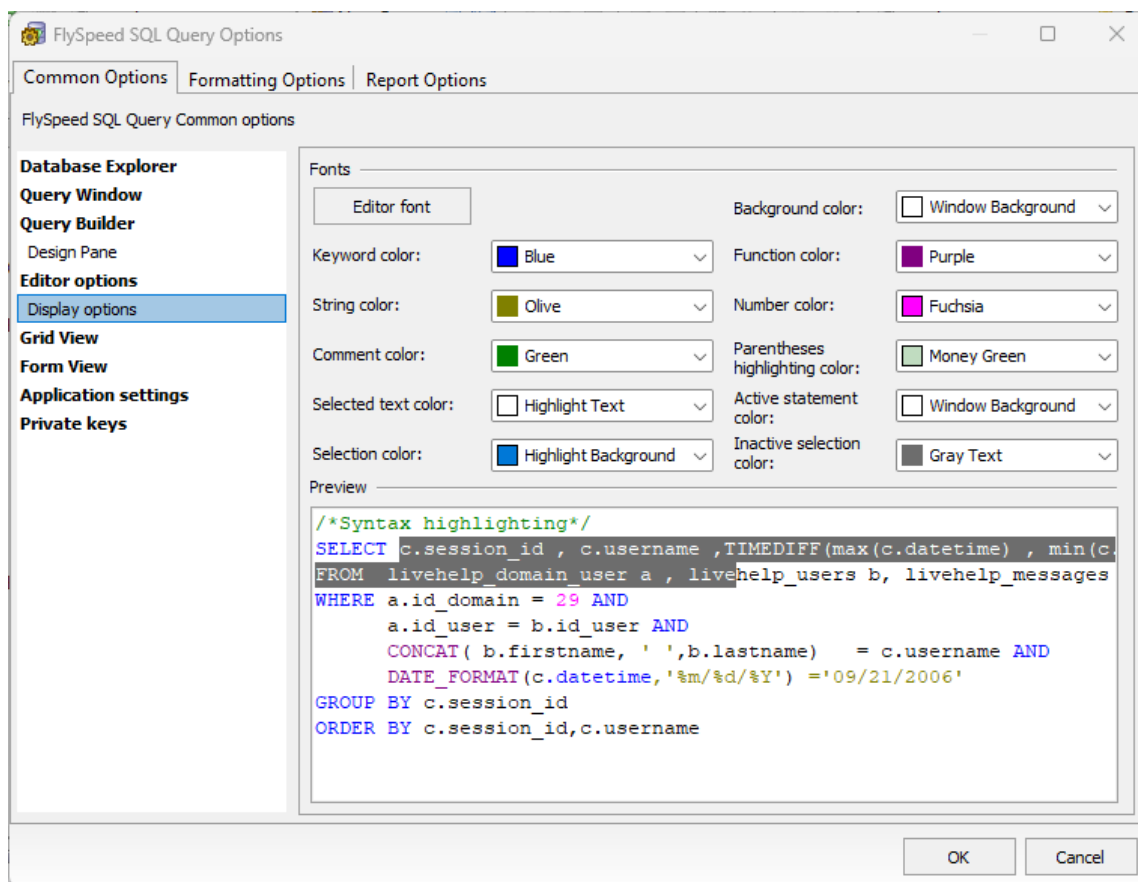 FlySpeed SQL Query Options
Common Options Formatting Options Report Options
FlySpeed SQL Query Common options
Database Explorer
Query Window
Query Builder
Design Pane
Editor options
Display options
Grid View
Form View
Application settings
Private keys
Fonts
Editor font
Background color: Window Background
Keyword color: Blue
Function color: Purple
String color: Olive
Number color: Fuchsia
Comment color: Green
Parentheses
highlighting color: Money Green
Selected text color: Highlight Text
Active statement
color: Window Background
Selection color: Highlight Background
Inactive selection
color: Gray Text
Preview
/*Syntax highlighting*/
SELECT c.session_id , c.username ,TIMEDIFF(max(c.datetime) , min(c.
FROM  livehelp_domain_user a , livehelp_users b, livehelp_messages
WHERE a.id_domain = 29 AND
      a.id_user = b.id_user AND
      CONCAT( b.firstname, ' ',b.lastname)   = c.username AND
      DATE_FORMAT(c.datetime,'%m/%d/%Y') ='09/21/2006'
GROUP BY c.session_id
ORDER BY c.session_id,c.username
OK Cancel